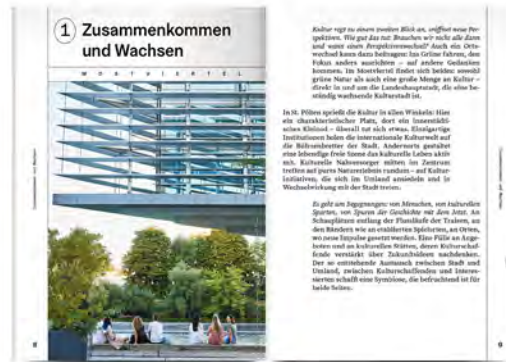 1 Zusammenkommen
und Wachsen
MOSTVIERTEL
Kultur regt zu einem zweiten Blick an, eröffnet neue Per-
spektiven. Wie gut das tut: Brauchen wir nicht alle dann
und wann einen Perspektivenwechsel? Auch ein Orts-
wechsel kann dazu beitragen: Ins Grüne fahren, den
Fokus anders ausrichten – auf andere Gedanken
kommen. Im Mostviertel findet sich beides: sowohl
grüne Natur als auch eine große Menge an Kultur –
direkt in und um die Landeshauptstadt, die eine be-
ständig wachsende Kulturstadt ist.
In St. Pölten sprießt die Kultur in allen Winkeln: Hier
ein charakteristischer Platz, dort ein innerstädti-
sches Kleinod – überall tut sich etwas. Einzigartige
Institutionen holen die internationale Kulturwelt auf
die Bühnenbretter der Stadt. Andernorts gestaltet
eine lebendige freie Szene das kulturelle Leben aktiv
mit. Kulturelle Nahversorger mitten im Zentrum
treffen auf pures Naturerlebnis rundum – auf Kultur-
initiativen, die sich im Umland ansiedeln und in
Wechselwirkung mit der Stadt treten.
Es geht um Begegnungen: von Menschen, von kulturellen
Sparten, von Spuren der Geschichte mit dem Jetzt. An
Schauplätzen entlang der Flussläufe der Traisen, an
den Rändern wie an etablierten Spielorten, an Orten,
wo neue Impulse gesetzt werden. Eine Fülle an Ange-
boten und an kulturellen Stätten, deren Kulturschaf-
fende verstärkt über Zukunftsideen nachdenken.
Der so entstehende Austausch zwischen Stadt und
Umland, zwischen Kulturschaffenden und Interes-
sierten schafft eine Symbiose, die befruchtend ist für
beide Seiten.
8
9